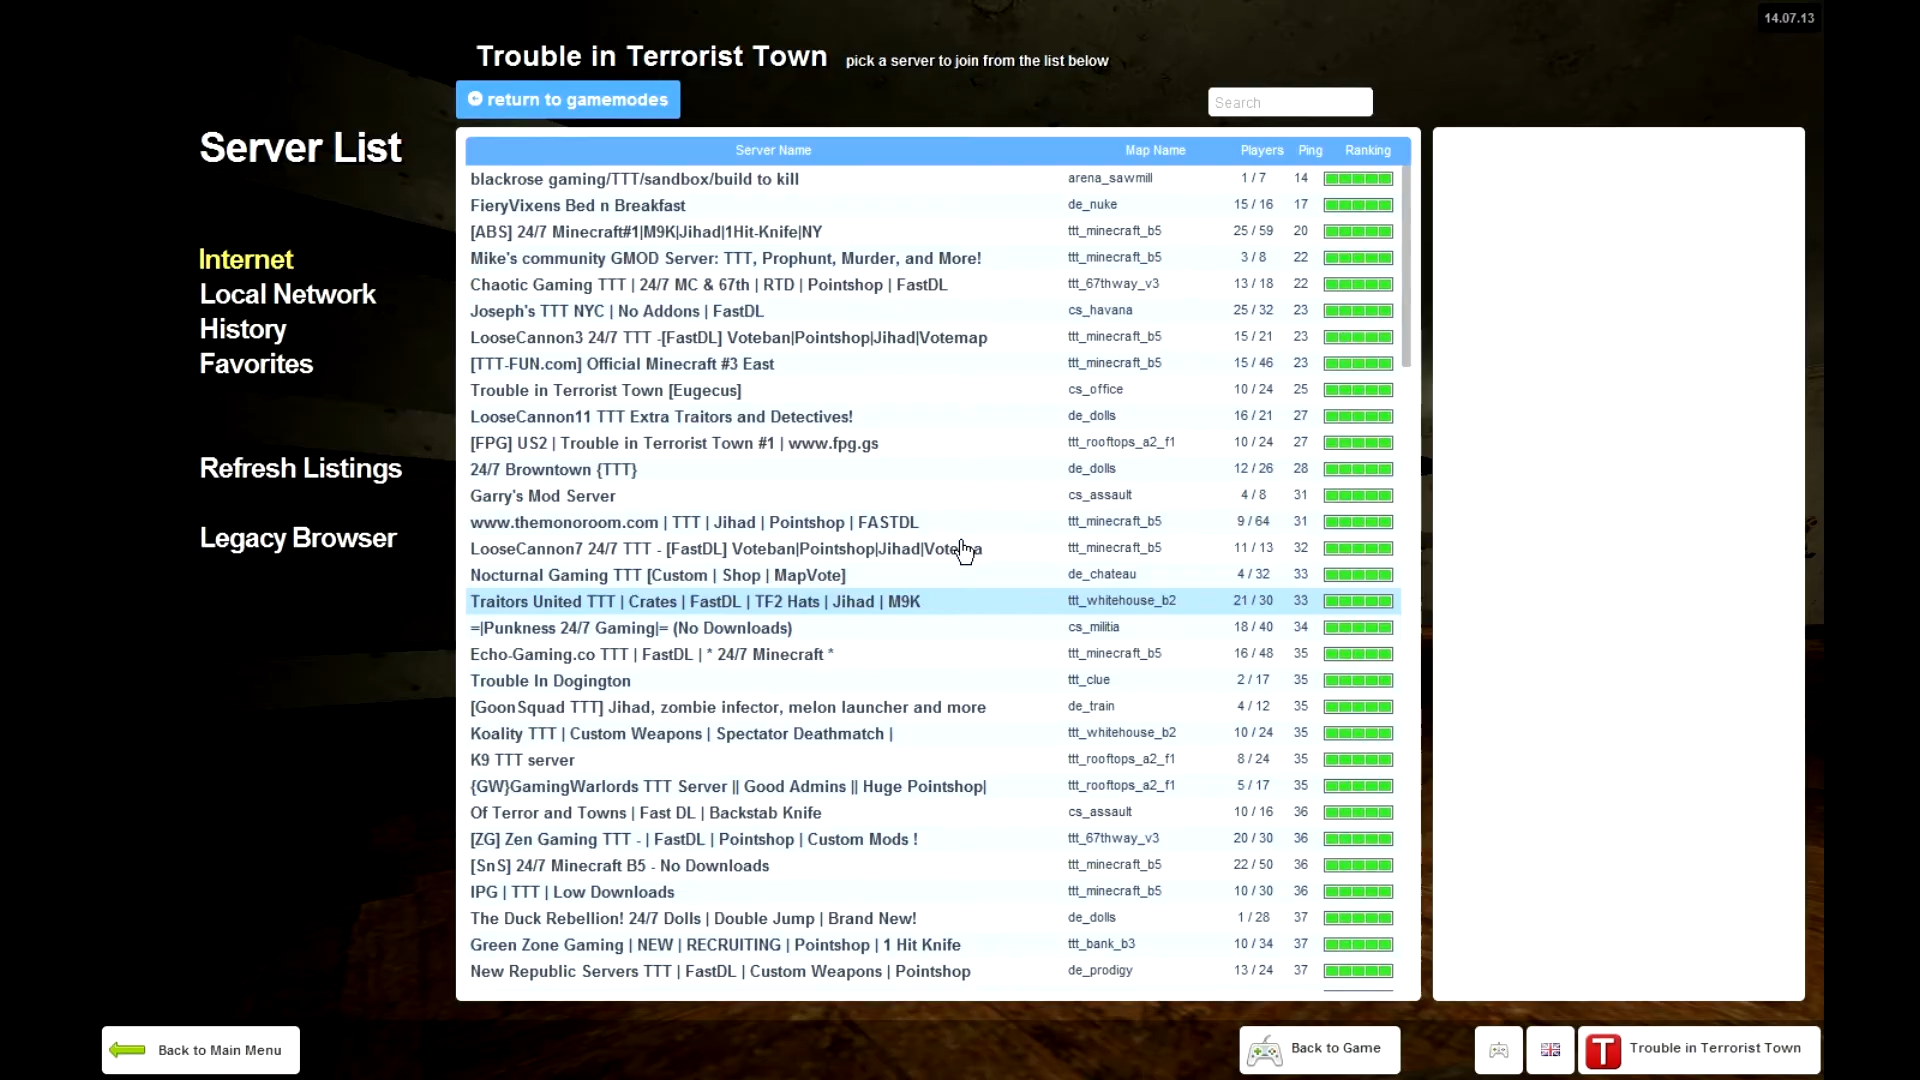 14.07.13
Trouble in Terrorist Town pick a server to join from the list below
return to gamemodes
Search
Server List
Internet
Local Network
History
Favorites
Refresh Listings
Legacy Browser
Server Name Map Name Players Ping Ranking
blackrose gaming/TTT/sandbox/build to kill arena_sawmill 1 / 7 14
FieryVixens Bed n Breakfast de_nuke 15 / 16 17
[ABS] 24/7 Minecraft#1|M9K|Jihad|1Hit-Knife|NY ttt_minecraft_b5 25 / 59 20
Mike's community GMOD Server: TTT, Prophunt, Murder, and More! ttt_minecraft_b5 3 / 8 22
Chaotic Gaming TTT | 24/7 MC & 67th | RTD | Pointshop | FastDL ttt_67thway_v3 13 / 18 22
Joseph's TTT NYC | No Addons | FastDL cs_havana 25 / 32 23
LooseCannon3 24/7 TTT -[FastDL] Voteban|Pointshop|Jihad|Votemap ttt_minecraft_b5 15 / 21 23
[TTT-FUN.com] Official Minecraft #3 East ttt_minecraft_b5 15 / 46 23
Trouble in Terrorist Town [Eugecus] cs_office 10 / 24 25
LooseCannon11 TTT Extra Traitors and Detectives! de_dolls 16 / 21 27
[FPG] US2 | Trouble in Terrorist Town #1 | www.fpg.gs ttt_rooftops_a2_f1 10 / 24 27
24/7 Browntown {TTT} de_dolls 12 / 26 28
Garry's Mod Server cs_assault 4 / 8 31
www.themonoroom.com | TTT | Jihad | Pointshop | FASTDL ttt_minecraft_b5 9 / 64 31
LooseCannon7 24/7 TTT - [FastDL] Voteban|Pointshop|Jihad| ttt_minecraft_b5 11 / 13 32
Nocturnal Gaming TTT [Custom | Shop | MapVote] de_chateau 4 / 32 33
Traitors United TTT | Crates | FastDL | TF2 Hats | Jihad | M9K ttt_whitehouse_b2 21 / 30 33
=|Punkness 24/7 Gaming|= (No Downloads) cs_militia 18 / 40 34
Echo-Gaming.co TTT | FastDL | * 24/7 Minecraft * ttt_minecraft_b5 16 / 48 35
Trouble In Dogington ttt_clue 2 / 17 35
[GoonSquad TTT] Jihad, zombie infector, melon launcher and more de_train 4 / 12 35
Koality TTT | Custom Weapons | Spectator Deathmatch | ttt_whitehouse_b2 10 / 24 35
K9 TTT server ttt_rooftops_a2_f1 8 / 24 35
{GW}GamingWarlords TTT Server || Good Admins || Huge Pointshop| ttt_rooftops_a2_f1 5 / 17 35
Of Terror and Towns | Fast DL | Backstab Knife cs_assault 10 / 16 36
[ZG] Zen Gaming TTT - | FastDL | Pointshop | Custom Mods ! ttt_67thway_v3 20 / 30 36
[SnS] 24/7 Minecraft B5 - No Downloads ttt_minecraft_b5 22 / 50 36
IPG | TTT | Low Downloads ttt_minecraft_b5 10 / 30 36
The Duck Rebellion! 24/7 Dolls | Double Jump | Brand New! de_dolls 1 / 28 37
Green Zone Gaming | NEW | RECRUITING | Pointshop | 1 Hit Knife ttt_bank_b3 10 / 34 37
New Republic Servers TTT | FastDL | Custom Weapons | Pointshop de_prodigy 13 / 24 37
Back to Main Menu
Back to Game
T Trouble in Terrorist Town